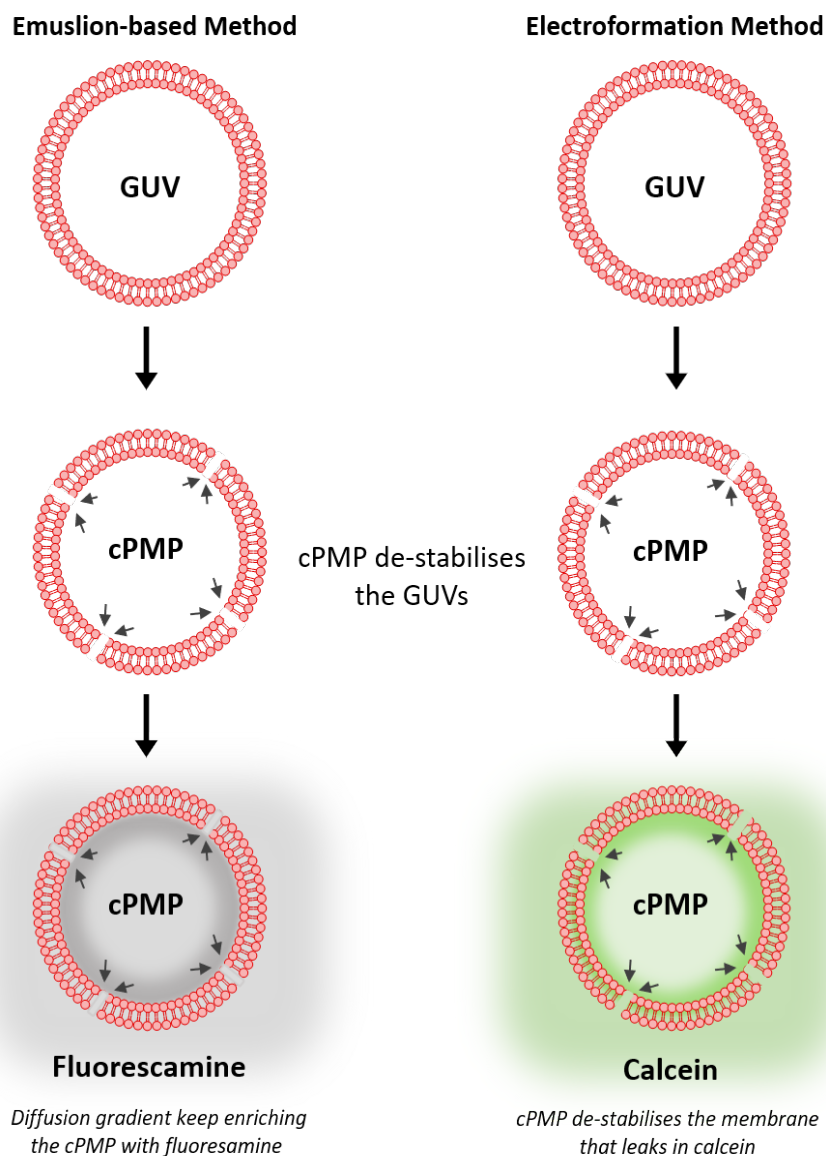 Emuslion-based Method
Electroformation Method
GUV
GUV
cPMP
cPMP de-stabilises
the GUVs
cPMP
cPMP
cPMP
Fluorescamine
Calcein
Diffusion gradient keep enriching
the cPMP with fluoresamine
cPMP de-stabilises the membrane
that leaks in calcein